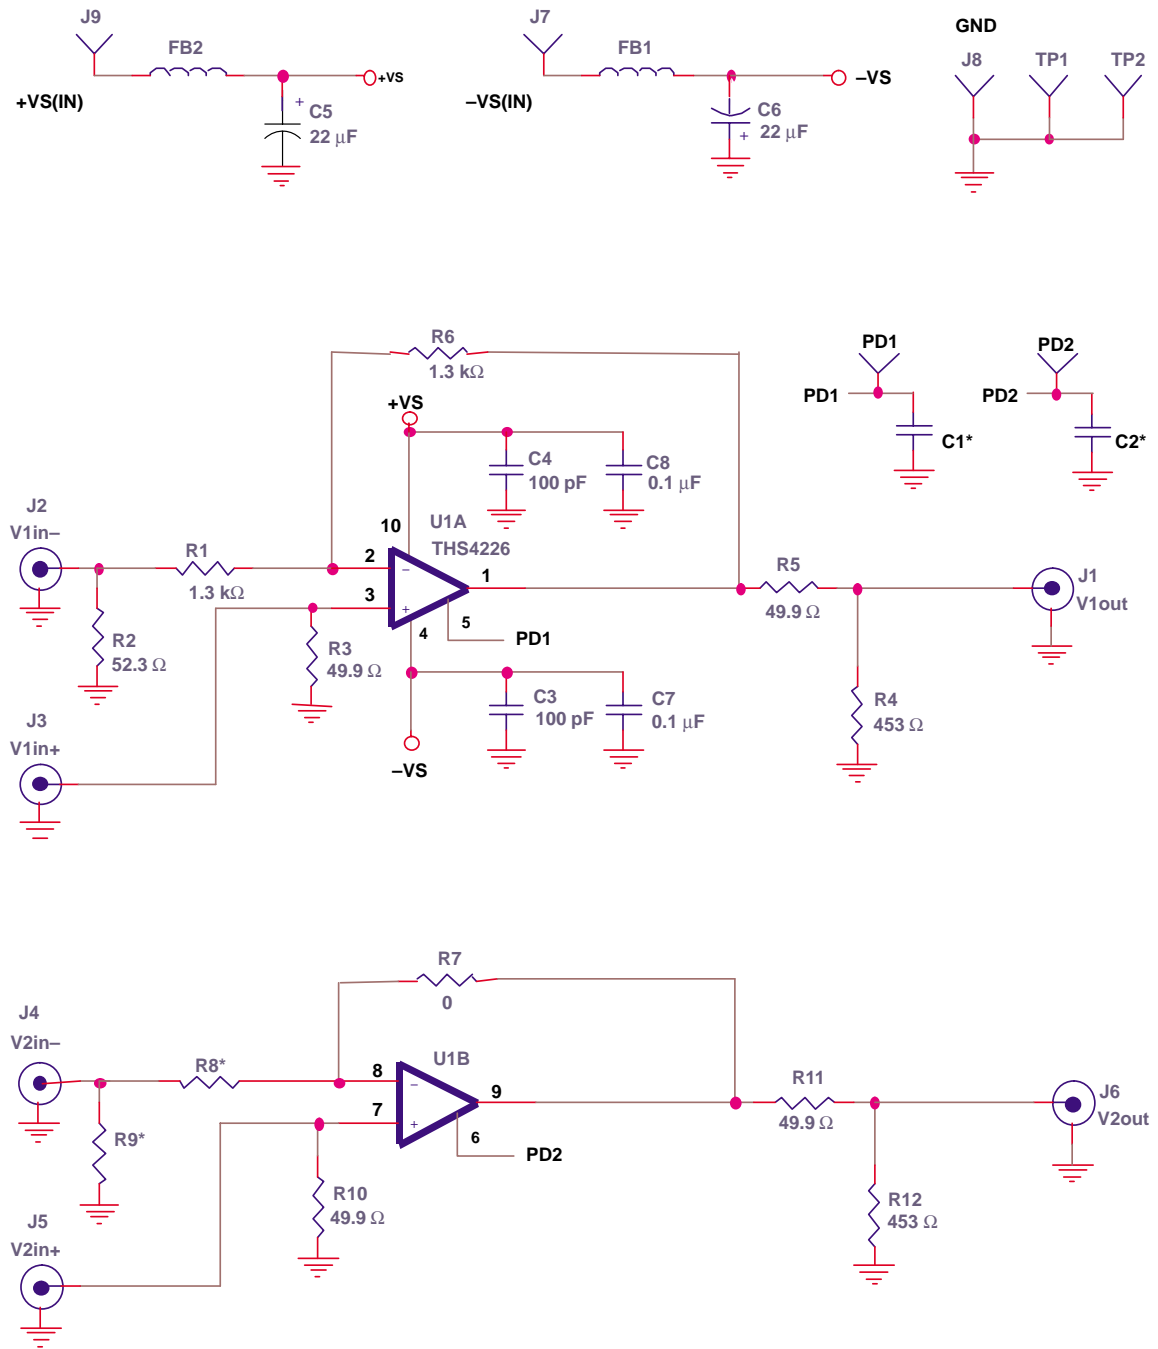 J9
FB2
+VS(IN)
+VS
+
C5
22 µF
J7
FB1
–VS(IN)
–VS
C6
22 µF
+
GND
J8
TP1
TP2
R6
1.3 kΩ
+VS
C4
100 pF
C8
0.1 µF
PD1
PD1
C1*
PD2
PD2
C2*
J2
V1in–
R1
1.3 kΩ
R2
52.3 Ω
10
U1A
THS4226
2
–
3
+
1
4
5
PD1
R3
49.9 Ω
R5
49.9 Ω
J1
V1out
R4
453 Ω
J3
V1in+
C3
100 pF
C7
0.1 µF
–VS
R7
0
J4
V2in–
R8*
R9*
U1B
8
–
7
+
9
6
PD2
R10
49.9 Ω
R11
49.9 Ω
J6
V2out
R12
453 Ω
J5
V2in+